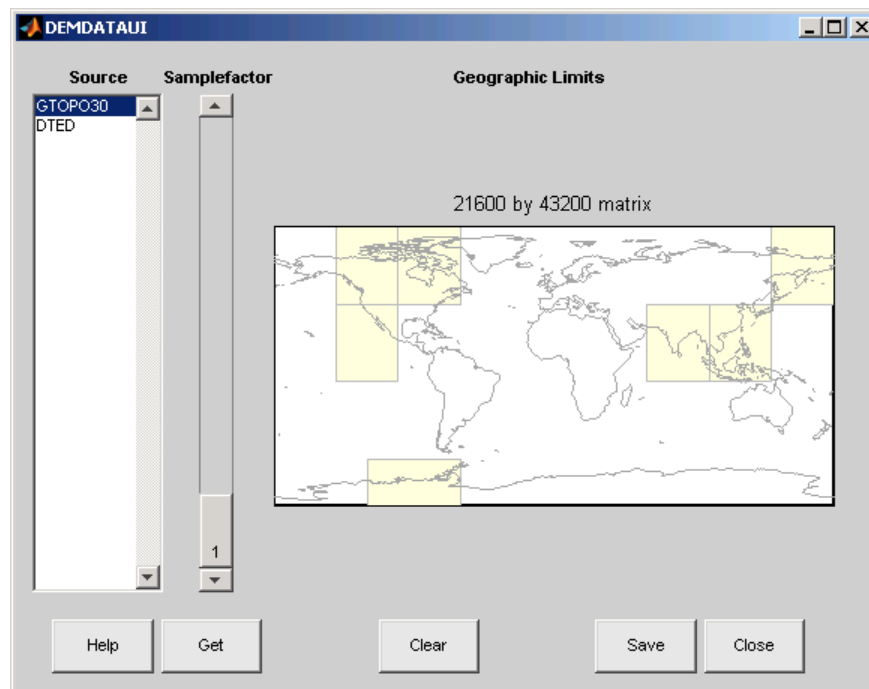 DEMDATAUI
Source
Samplefactor
Geographic Limits
GTOPO30
DTED
21600 by 43200 matrix
1
Help
Get
Clear
Save
Close